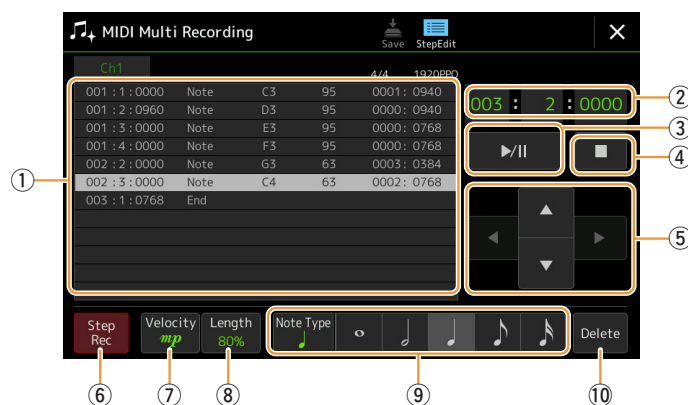 MIDI Multi Recording Save StepEdit
Ch1 4/4 1920PPQ
001 : 1 : 0000 Note C3 95 0001: 0940
001 : 2 : 0960 Note D3 95 0000: 0940
001 : 3 : 0000 Note E3 95 0000: 0768
001 : 4 : 0000 Note F3 95 0000: 0768
002 : 2 : 0000 Note G3 63 0003: 0384
002 : 3 : 0000 Note C4 63 0002: 0768
003 : 1 : 0768 End
003 : 2 : 0000
①
②
③
④
⑤
Step Rec
Velocity
mp
Length
80%
Note Type
Delete
⑥ ⑦ ⑧ ⑨ ⑩